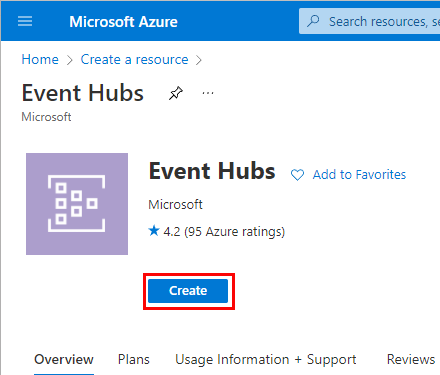 Microsoft Azure
Search resources, se
Home > Create a resource >
Event Hubs ...
Microsoft
Event Hubs Add to Favorites
Microsoft
4.2 (95 Azure ratings)
Create
Overview Plans Usage Information + Support Reviews